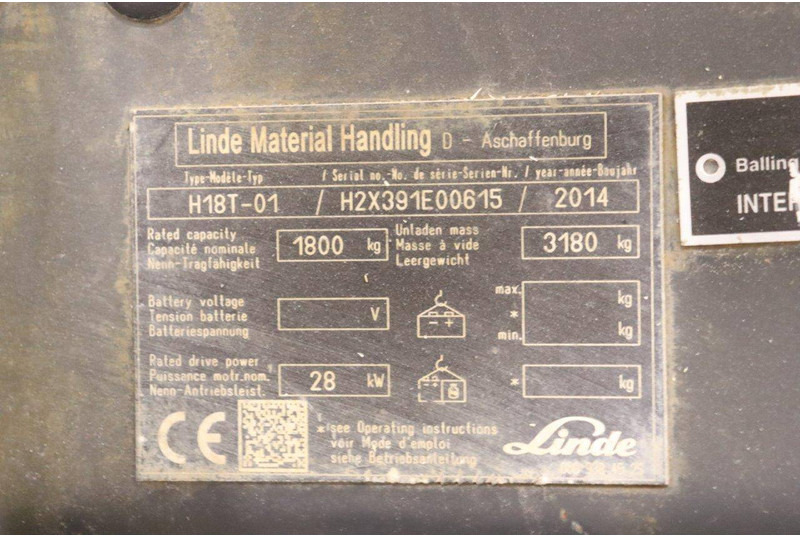 Linde Material Handling D - Aschaffenburg
Type-Modèle-Typ / Serial no.-No. de série-Serien-Nr. / year-année-Baujahr
H18T-01 / H2X391E00615 / 2014
Rated capacity
Capacité nominale
Nenn-Tragfähigkeit
1800 kg
Unladen mass
Masse à vide
Leergewicht
3180 kg
Battery voltage
Tension batterie
Batteriespannung
V
- +
max. kg
*
min. kg
Rated drive power
Puissance motr.nom.
Nenn-Antriebsleist.
28 kW
- +
* kg
CE
*see Operating instructions
voir Mode d'emploi
siehe Betriebsanleitung
Linde
Balling
INTER